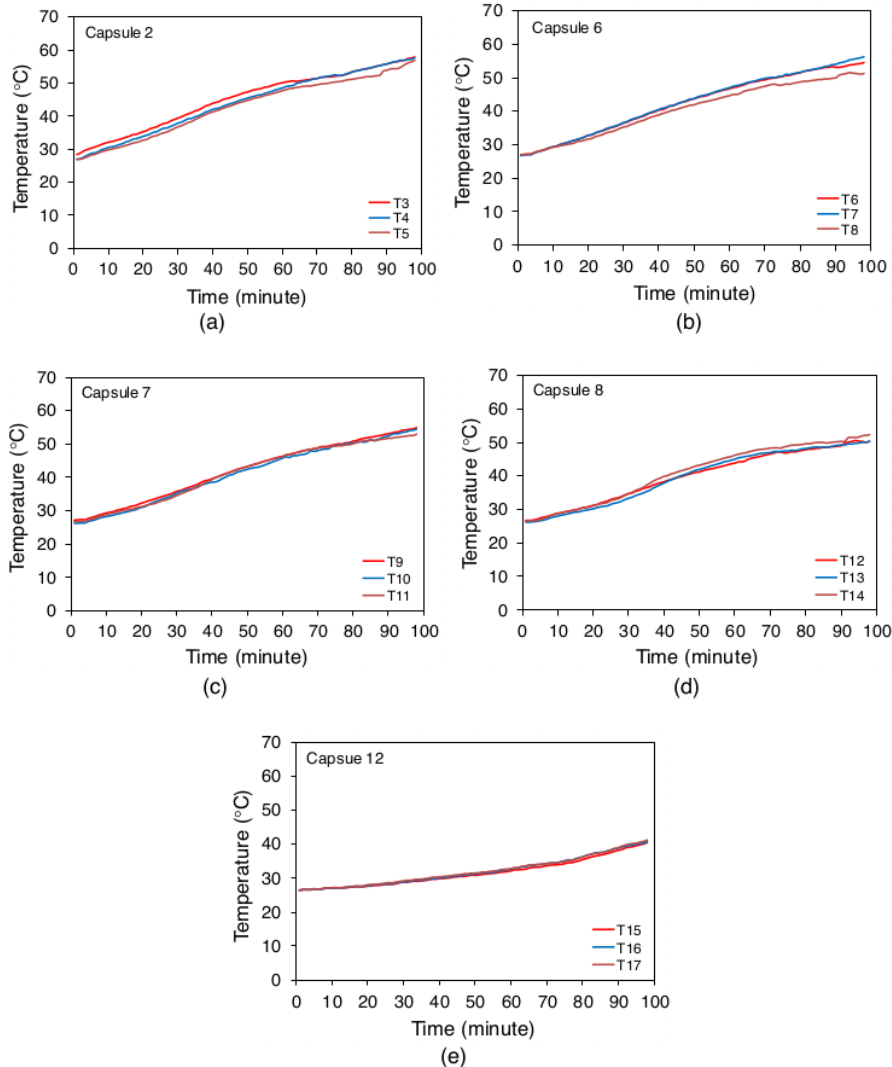 Capsule 2
Temperature (°C)
70
60
50
40
30
20
10
0
T3
T4
T5
0 10 20 30 40 50 60 70 80 90 100
Time (minute)
(a)
Capsule 6
Temperature (°C)
70
60
50
40
30
20
10
0
T6
T7
T8
0 10 20 30 40 50 60 70 80 90 100
Time (minute)
(b)
Capsule 7
Temperature (°C)
70
60
50
40
30
20
10
0
T9
T10
T11
0 10 20 30 40 50 60 70 80 90 100
Time (minute)
(c)
Capsule 8
Temperature (°C)
70
60
50
40
30
20
10
0
T12
T13
T14
0 10 20 30 40 50 60 70 80 90 100
Time (minute)
(d)
Capsue 12
Temperature (°C)
70
60
50
40
30
20
10
0
T15
T16
T17
0 10 20 30 40 50 60 70 80 90 100
Time (minute)
(e)